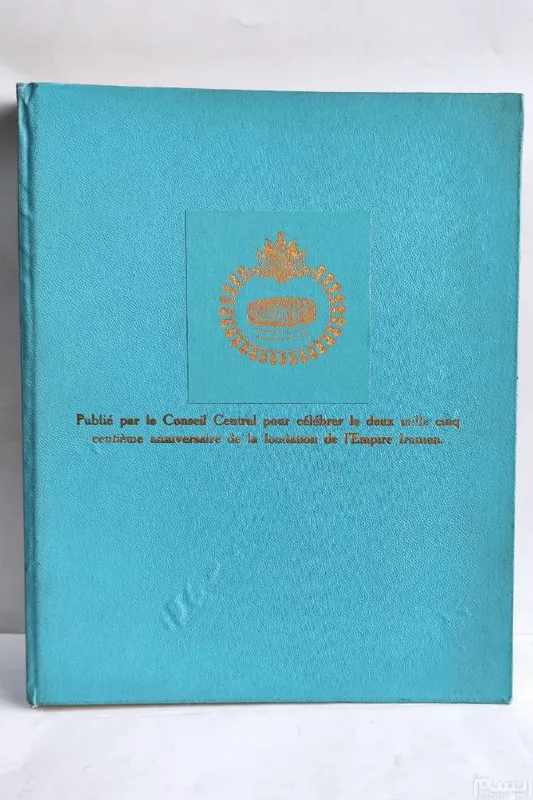 Publié par le Conseil Central pour célébrer le deux mille cinq
centième anniversaire de la fondation de l'Empire Iranien.